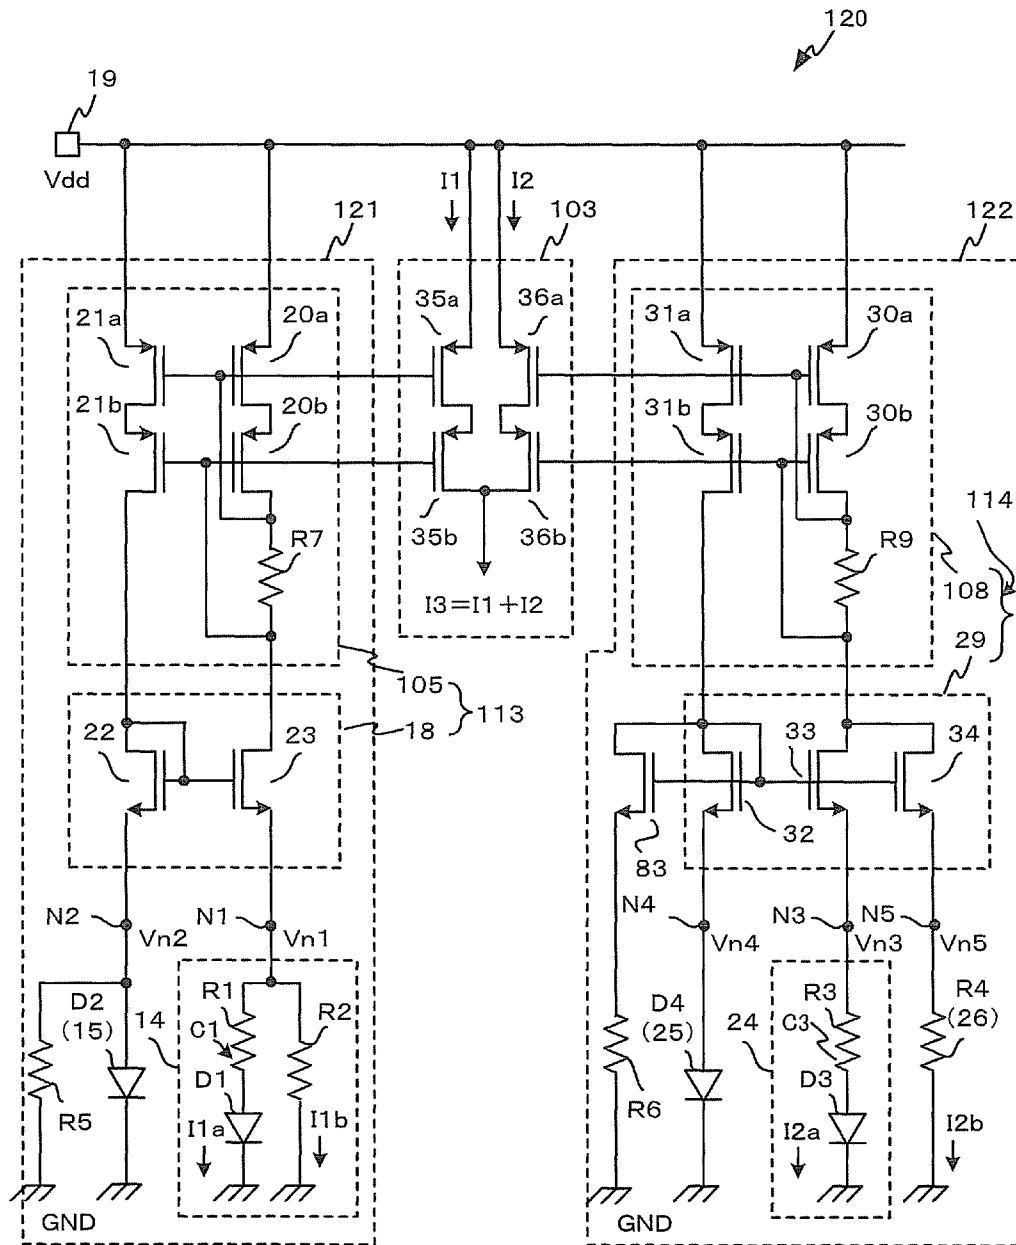 120
19
Vdd
I1 I2
121 103 122
21a 20a 35a 36a 31a 30a
21b 20b 31b 30b
35b 36b
R7 R9 114
108
I3=I1+I2
105 29
18 113
22 23 33 34
32
83
N2 N1 N4 N3 N5
Vn2 Vn1 Vn4 Vn3 Vn5
D2 14 R1 R2 D4 24 R3 R4
(15) C1 (25) C3 (26)
D1 D3
R5 R6
I1a I1b I2a I2b
GND GND